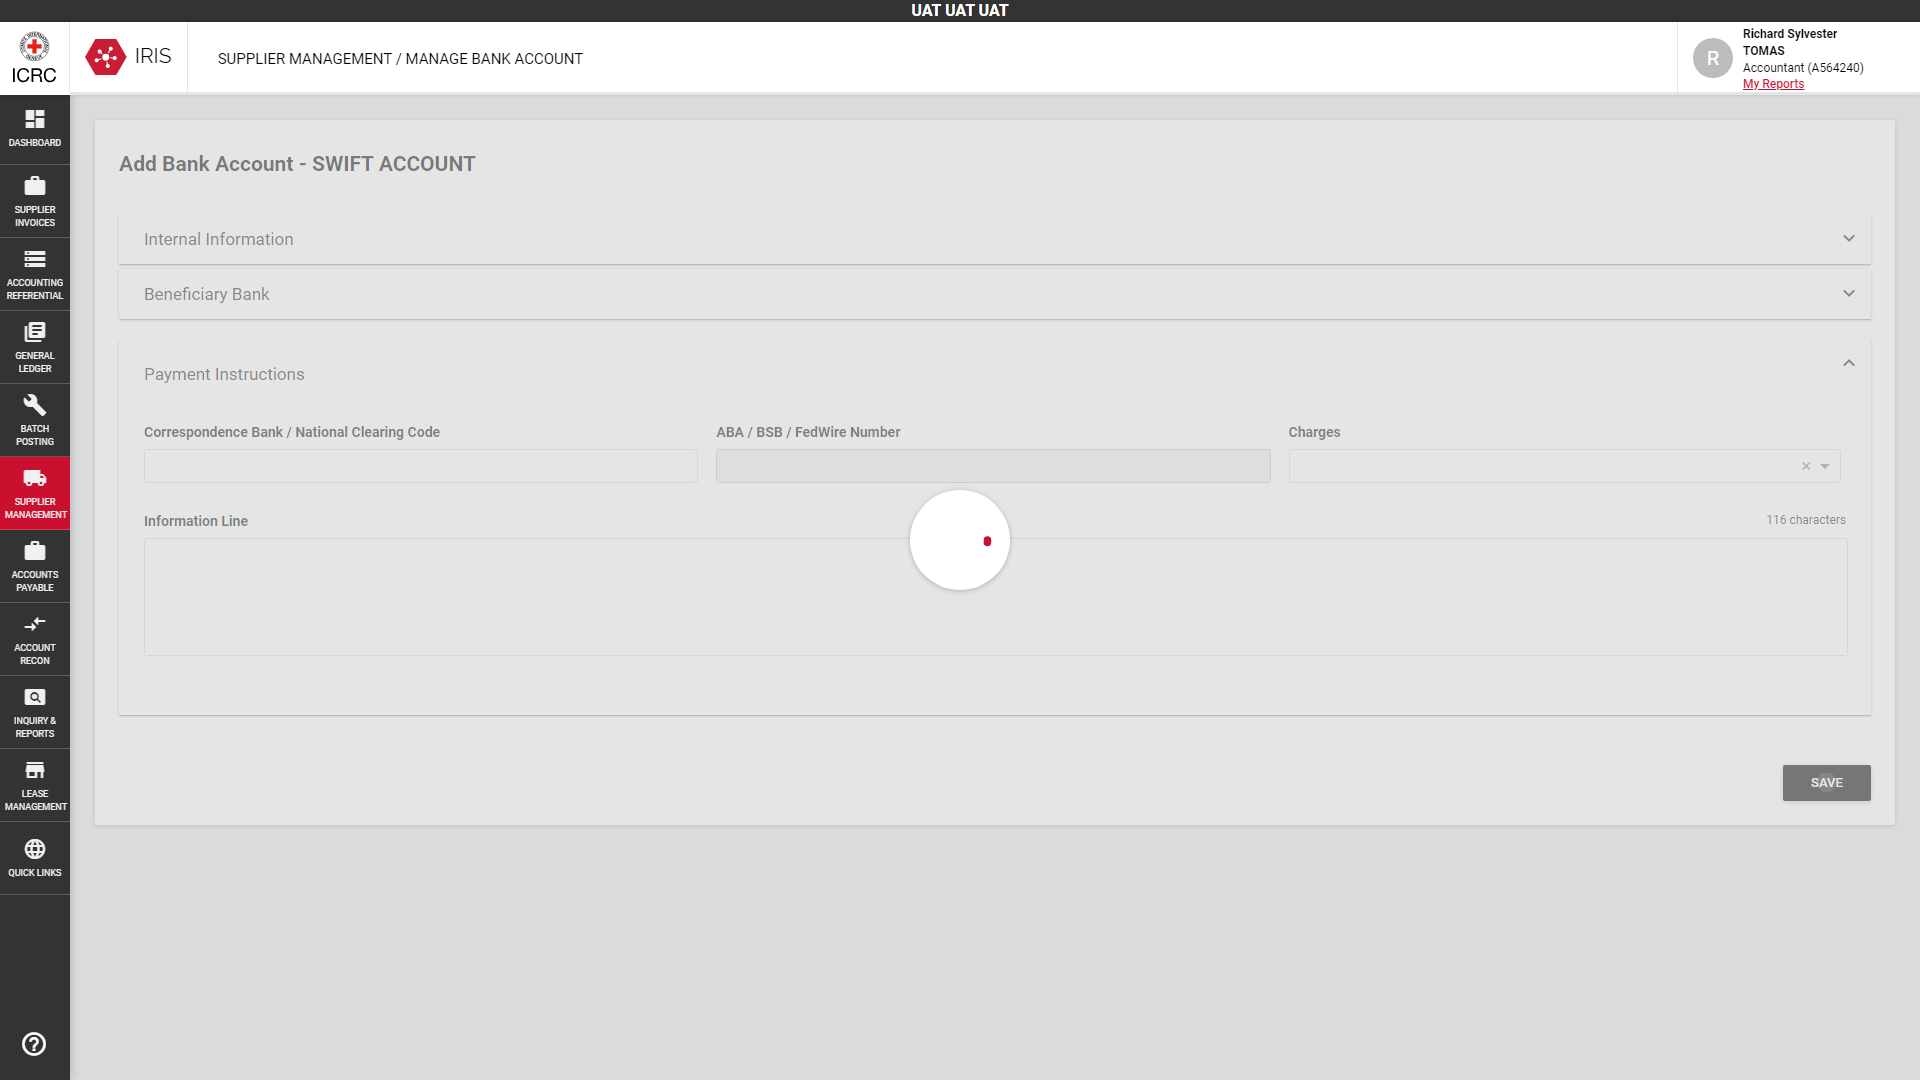 UAT UAT UAT
ICRC
IRIS
SUPPLIER MANAGEMENT / MANAGE BANK ACCOUNT
R
Richard Sylvester
TOMAS
Accountant (A564240)
My Reports
DASHBOARD
SUPPLIER
INVOICES
ACCOUNTING
REFERENTIAL
GENERAL
LEDGER
BATCH
POSTING
SUPPLIER
MANAGEMENT
ACCOUNTS
PAYABLE
ACCOUNT
RECON
INQUIRY &
REPORTS
LEASE
MANAGEMENT
QUICK LINKS
Add Bank Account - SWIFT ACCOUNT
Internal Information
Beneficiary Bank
Payment Instructions
Correspondence Bank / National Clearing Code
ABA / BSB / FedWire Number
Charges
Information Line
116 characters
SAVE